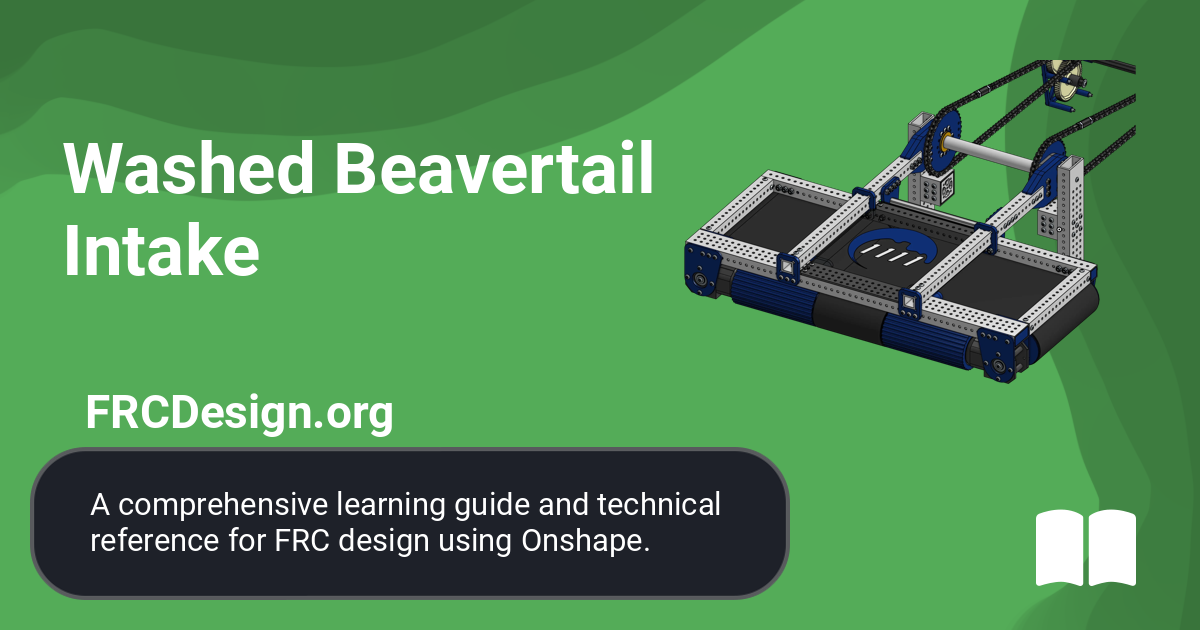 Washed Beavertail
Intake
FRCDesign.org
A comprehensive learning guide and technical
reference for FRC design using Onshape.